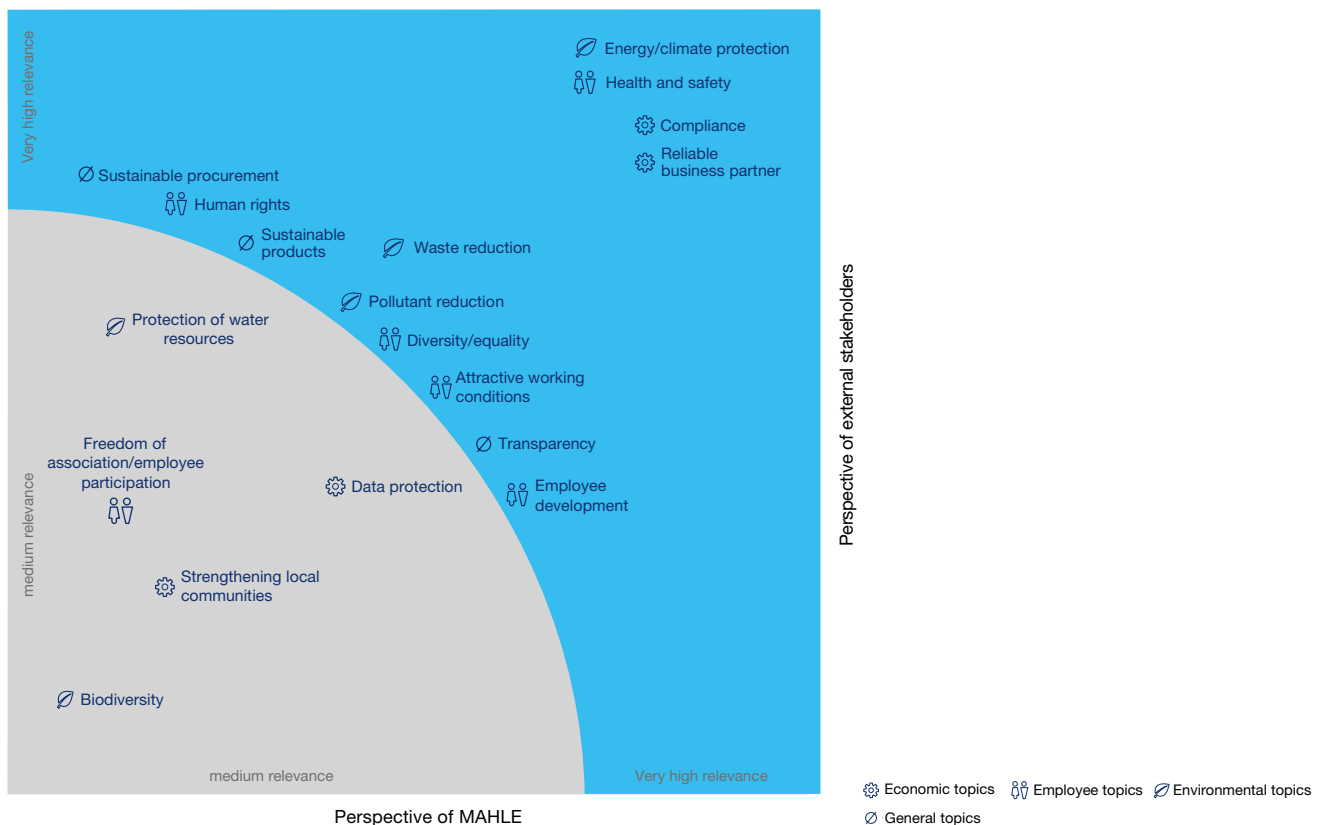 Very high relevance
Energy/climate protection
Health and safety
Compliance
Reliable
business partner
Sustainable procurement
Human rights
Sustainable
products
Waste reduction
Pollutant reduction
Protection of water
resources
Diversity/equality
Attractive working
conditions
Freedom of
association/employee
participation
Transparency
Data protection
Employee
development
medium relevance
Strengthening local
communities
Biodiversity
medium relevance
Very high relevance
Perspective of MAHLE
Perspective of external stakeholders
Economic topics
Employee topics
Environmental topics
General topics